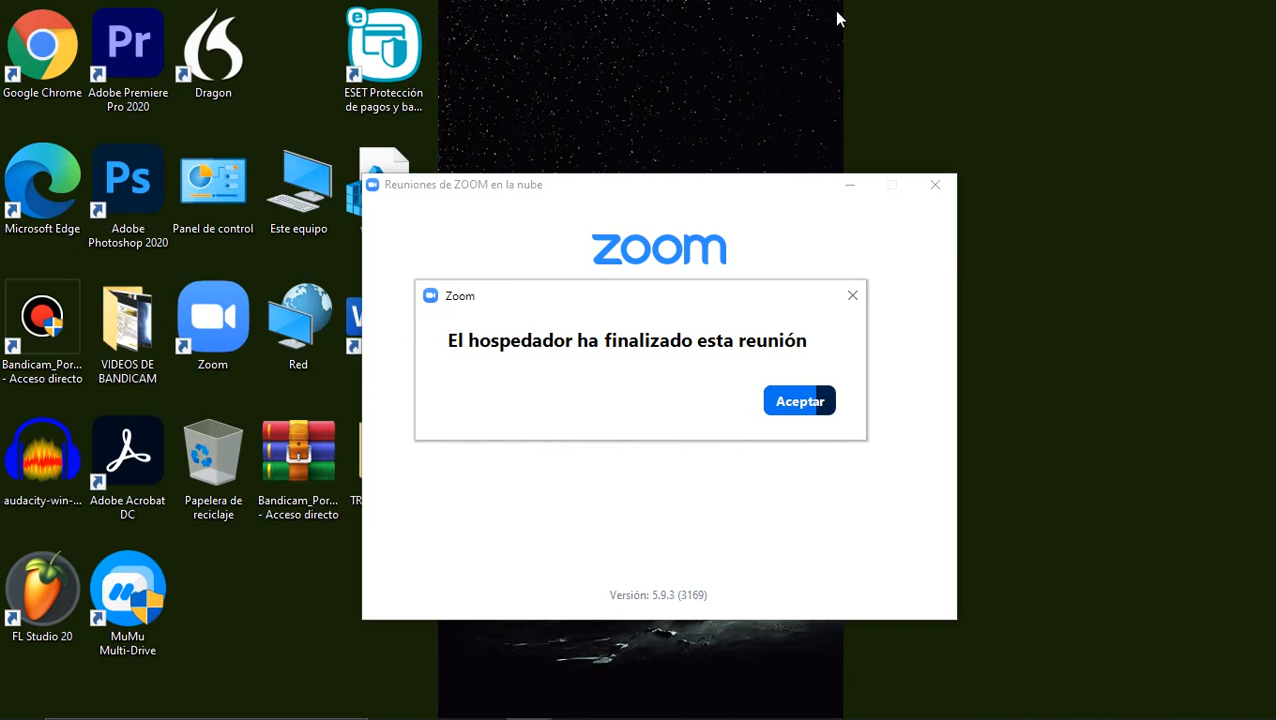 Google Chrome
Adobe Premiere
Pro 2020
Dragon
ESET Protección
de pagos y ba...
Microsoft Edge
Adobe
Photoshop 2020
Panel de control
Este equipo
Bandicam_Por...
- Acceso directo
VIDEOS DE
BANDICAM
Zoom
Red
audacity-win-...
Adobe Acrobat
DC
Papelera de
reciclaje
Bandicam_Por...
- Acceso directo
TR
FL Studio 20
MuMu
Multi-Drive
Pr
Ps
Reuniones de ZOOM en la nube
zoom
Zoom
El hospedador ha finalizado esta reunión
Aceptar
Versión: 5.9.3 (3169)